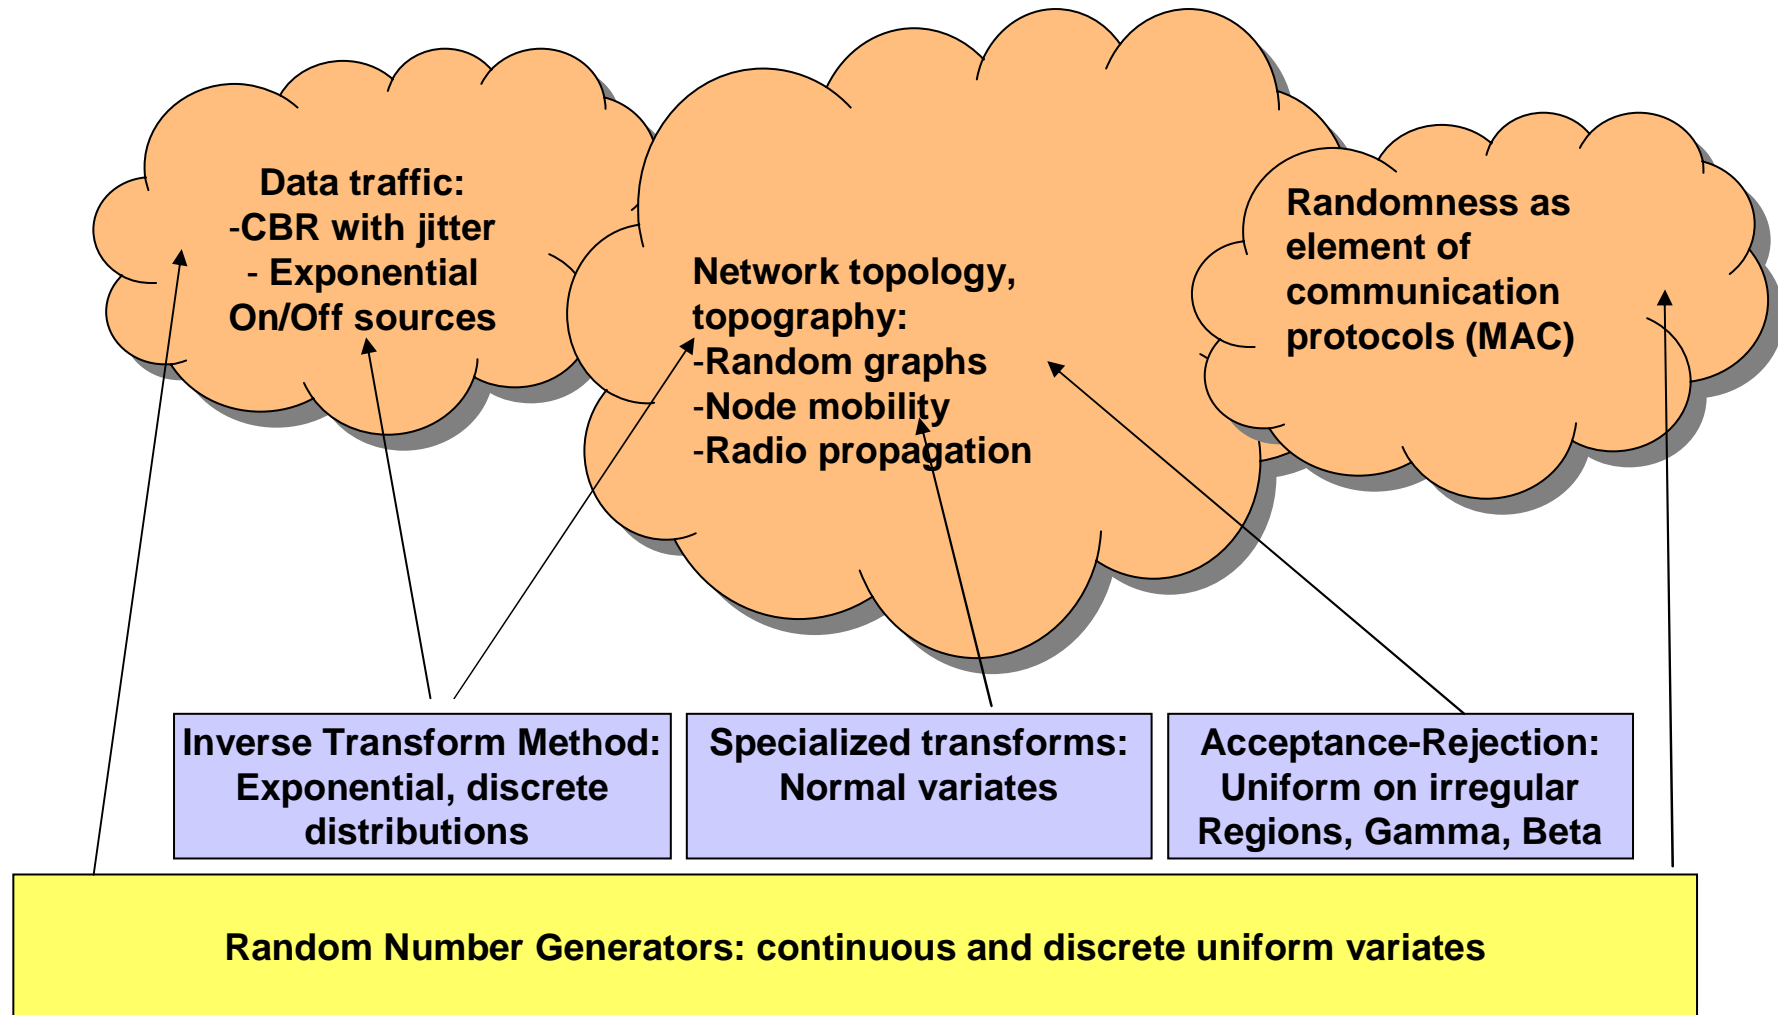 Data traffic:
-CBR with jitter
- Exponential
On/Off sources
Network topology,
topography:
-Random graphs
-Node mobility
-Radio propagation
Randomness as
element of
communication
protocols (MAC)
Inverse Transform Method:
Exponential, discrete
distributions
Specialized transforms:
Normal variates
Acceptance-Rejection:
Uniform on irregular
Regions, Gamma, Beta
Random Number Generators: continuous and discrete uniform variates